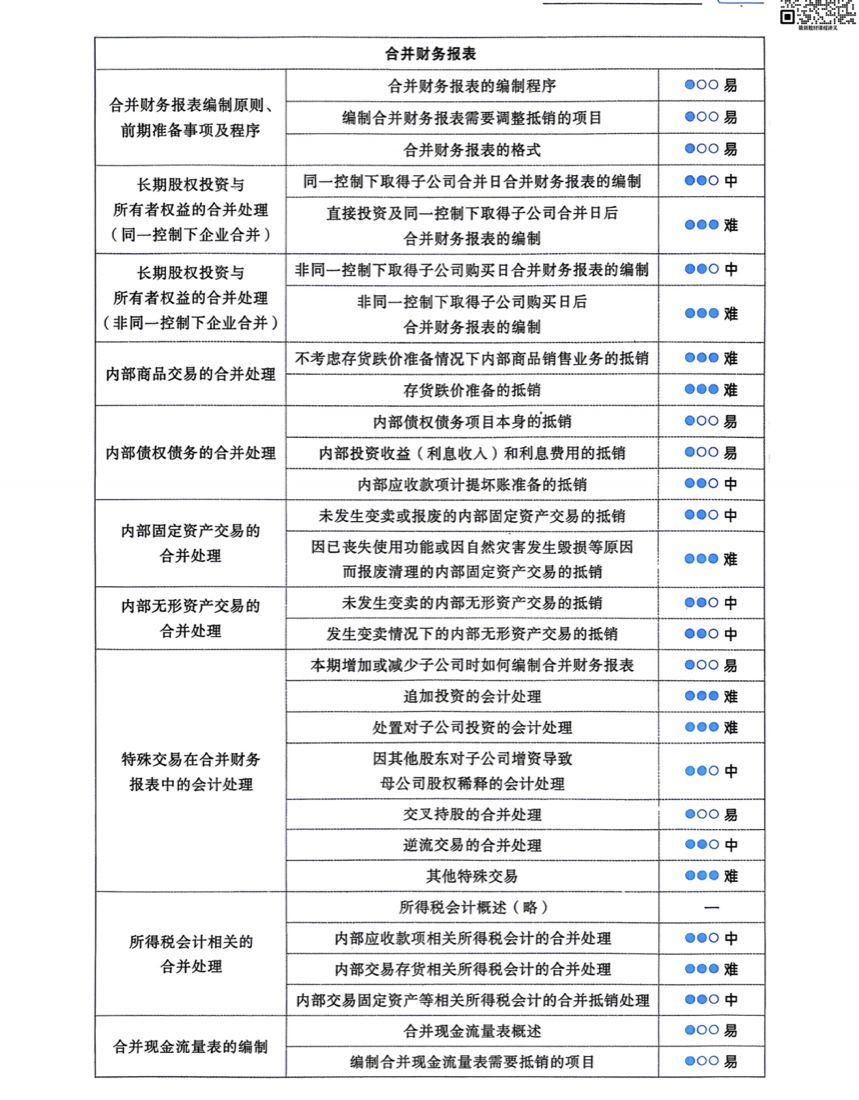 合并财务报表
合并财务报表编制原则、
前期准备事项及程序
合并财务报表的编制程序
●○○ 易
编制合并财务报表需要调整抵销的项目
●○○ 易
合并财务报表的格式
●○○ 易
长期股权投资与
所有者权益的合并处理
(同一控制下企业合并)
同一控制下取得子公司合并日合并财务报表的编制
●●○ 中
直接投资及同一控制下取得子公司合并日后
合并财务报表的编制
●●● 难
长期股权投资与
所有者权益的合并处理
(非同一控制下企业合并)
非同一控制下取得子公司购买日合并财务报表的编制
●●○ 中
非同一控制下取得子公司购买日后
合并财务报表的编制
●●● 难
内部商品交易的合并处理
不考虑存货跌价准备情况下内部商品销售业务的抵销
●●● 难
存货跌价准备的抵销
●●● 难
内部债权债务的合并处理
内部债权债务项目本身的抵销
●○○ 易
内部投资收益(利息收入)和利息费用的抵销
●○○ 易
内部应收款项计提坏账准备的抵销
●●○ 中
内部固定资产交易的
合并处理
未发生变卖或报废的内部固定资产交易的抵销
●●○ 中
因已丧失使用功能或因自然灾害发生毁损等原因
而报废清理的内部固定资产交易的抵销
●●● 难
内部无形资产交易的
合并处理
未发生变卖的内部无形资产交易的抵销
●●○ 中
发生变卖情况下的内部无形资产交易的抵销
●●○ 中
特殊交易在合并财务
报表中的会计处理
本期增加或减少子公司时如何编制合并财务报表
●○○ 易
追加投资的会计处理
●●● 难
处置对子公司投资的会计处理
●●● 难
因其他股东对子公司增资导致
母公司股权稀释的会计处理
●●○ 中
交叉持股的合并处理
●○○ 易
逆流交易的合并处理
●●○ 中
其他特殊交易
●●● 难
所得税会计相关的
合并处理
所得税会计概述(略)
—
内部应收款项相关所得税会计的合并处理
●●○ 中
内部交易存货相关所得税会计的合并处理
●●● 难
内部交易固定资产等相关所得税会计的合并抵销处理
●●○ 中
合并现金流量表的编制
合并现金流量表概述
●○○ 易
编制合并现金流量表需要抵销的项目
●○○ 易